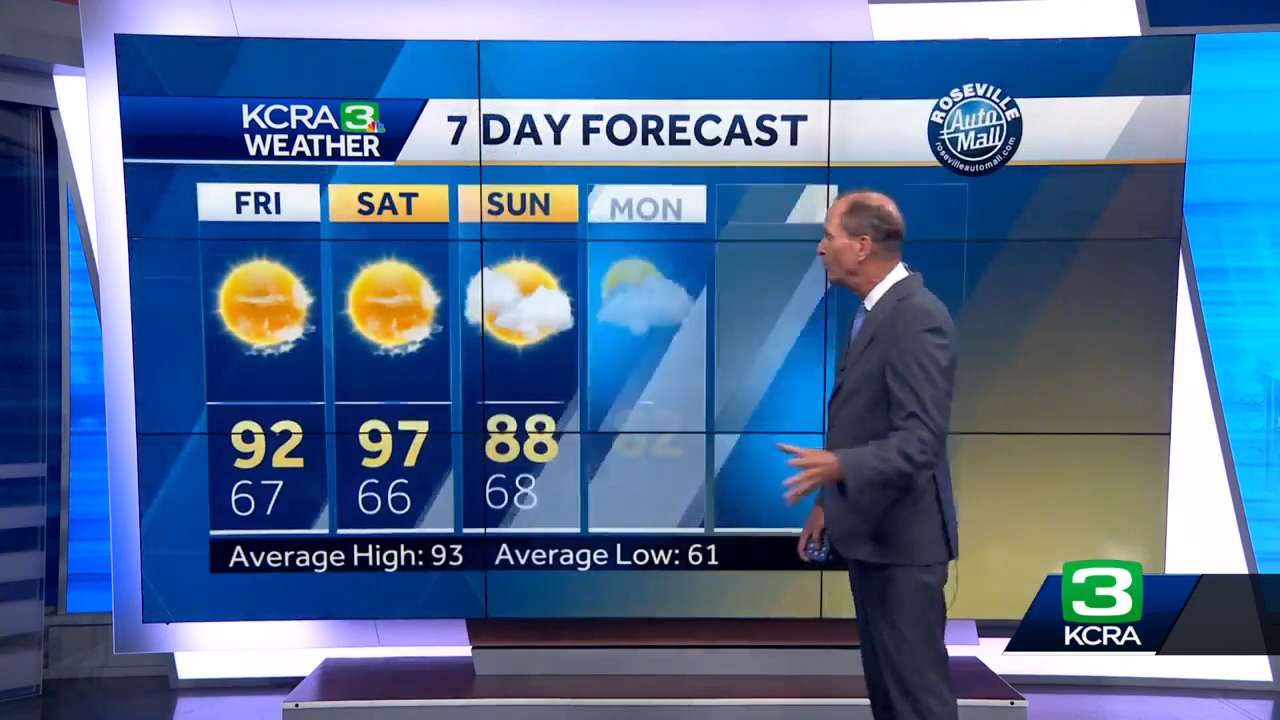 KCRA 3
WEATHER
7 DAY FORECAST
ROSEVILLE
Auto
Mall
rosevilleautomall.com
FRI
SAT
SUN
MON
92
97
88
82
67
66
68
Average High: 93
Average Low: 61
3
KCRA